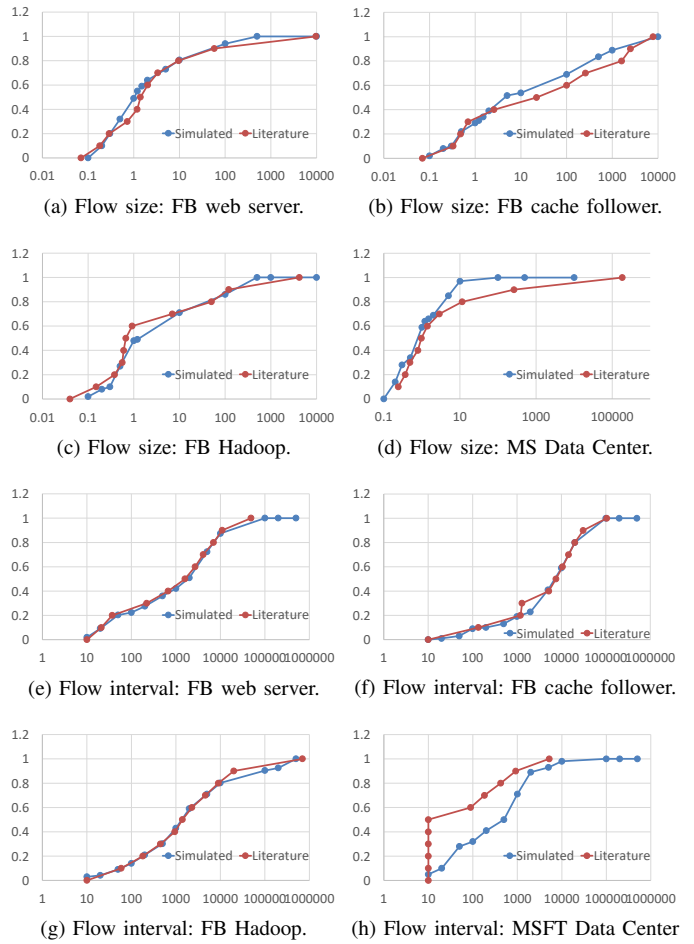 1.2
1
0.8
0.6
0.4
0.2
0
Simulated Literature
0.01 0.1 1 10 100 1000 10000
(a) Flow size: FB web server.
1.2
1
0.8
0.6
0.4
0.2
0
Simulated Literature
0.01 0.1 1 10 100 1000 10000
(b) Flow size: FB cache follower.
1.2
1
0.8
0.6
0.4
0.2
0
Simulated Literature
0.01 0.1 1 10 100 1000 10000
(c) Flow size: FB Hadoop.
1.2
1
0.8
0.6
0.4
0.2
0
Simulated Literature
0.1 10 1000 100000
(d) Flow size: MS Data Center.
1.2
1
0.8
0.6
0.4
0.2
0
Simulated Literature
1 10 100 1000 10000 100000 1000000
(e) Flow interval: FB web server.
1.2
1
0.8
0.6
0.4
0.2
0
Simulated Literature
1 10 100 1000 10000 100000 1000000
(f) Flow interval: FB cache follower.
1.2
1
0.8
0.6
0.4
0.2
0
Simulated Literature
1 10 100 1000 10000 100000 1000000
(g) Flow interval: FB Hadoop.
1.2
1
0.8
0.6
0.4
0.2
0
Simulated Literature
1 10 100 1000 10000 100000 1000000
(h) Flow interval: MSFT Data Center